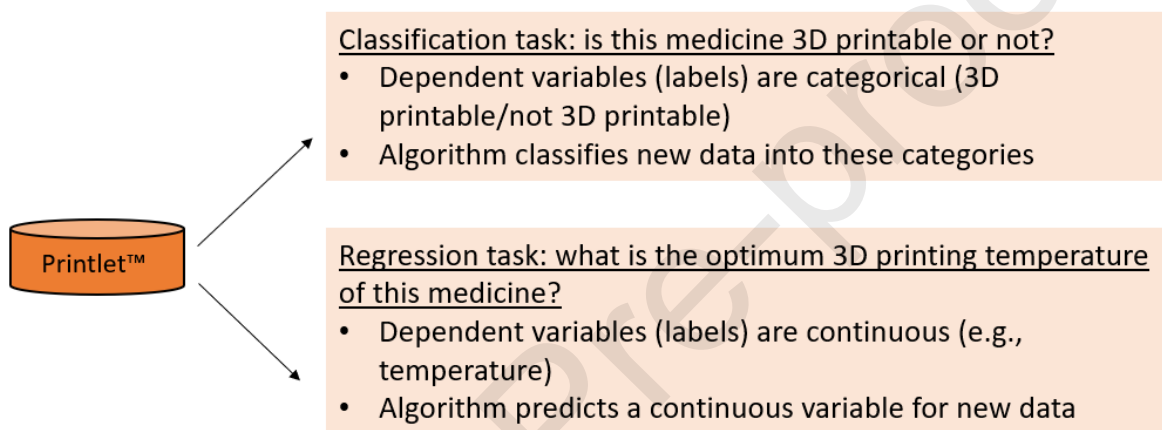 Classification task: is this medicine 3D printable or not?
• Dependent variables (labels) are categorical (3D
printable/not 3D printable)
• Algorithm classifies new data into these categories
Printlet™
Regression task: what is the optimum 3D printing temperature
of this medicine?
• Dependent variables (labels) are continuous (e.g.,
temperature)
• Algorithm predicts a continuous variable for new data
Pre-proo